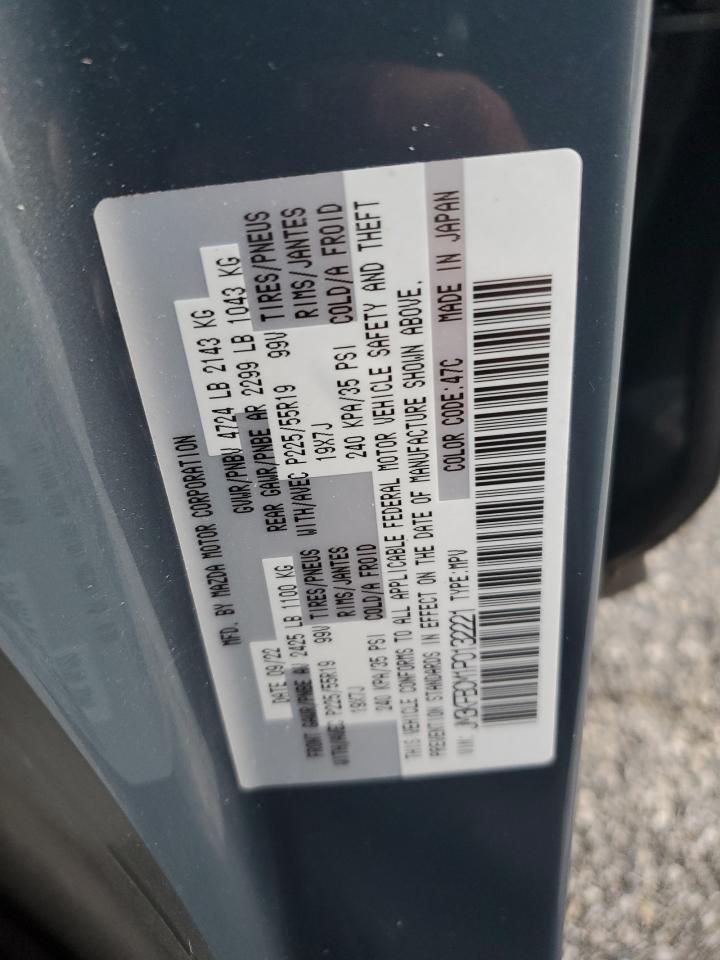 MFD. BY MAZDA MOTOR CORPORATION
DATE 09/22 GVWR/PNBV 4724 LB 2143 KG
FRONT GAWR/PNBE AV 2425 LB 1100 KG REAR GAWR/PNBE AR 2299 LB 1043 KG
WITH/AVEC P225/55R19 99V TIRES/PNEUS WITH/AVEC P225/55R19 99V TIRES/PNEUS
19X7J RIMS/JANTES 19X7J RIMS/JANTES
240 KPA/35 PSI COLD/A FROID 240 KPA/35 PSI COLD/A FROID
THIS VEHICLE CONFORMS TO ALL APPLICABLE FEDERAL MOTOR VEHICLE SAFETY AND THEFT
PREVENTION STANDARDS IN EFFECT ON THE DATE OF MANUFACTURE SHOWN ABOVE.
VIN: JM3KFBCM1P0132221 TYPE:MPV COLOR CODE:47C MADE IN JAPAN